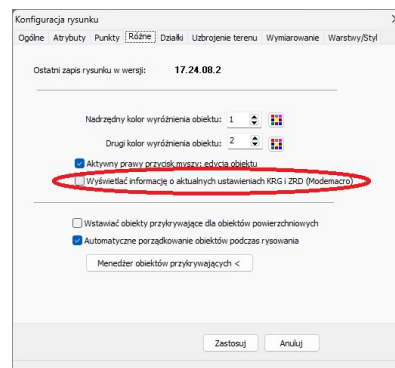 Konfiguracja rysunku
Ogólne Atrybuty Punkty Różne Działki Uzbrojenie terenu Wymiarowanie Warstwy/Styl
Ostatni zapis rysunku w wersji: 17.24.08.2
Nadrzędny kolor wyróżnienia obiektu: 1
Drugi kolor wyróżnienia obiektu: 2
Aktywny prawy przycisk myszy: edycja obiektu
Wyświetlać informację o aktualnych ustawieniach KRG i ZRD (Modemacro)
Wstawiać obiekty przykrywające dla obiektów powierzchniowych
Automatyczne porządkowanie obiektów podczas rysowania
Menedżer obiektów przykrywających <
Zastosuj Anuluj